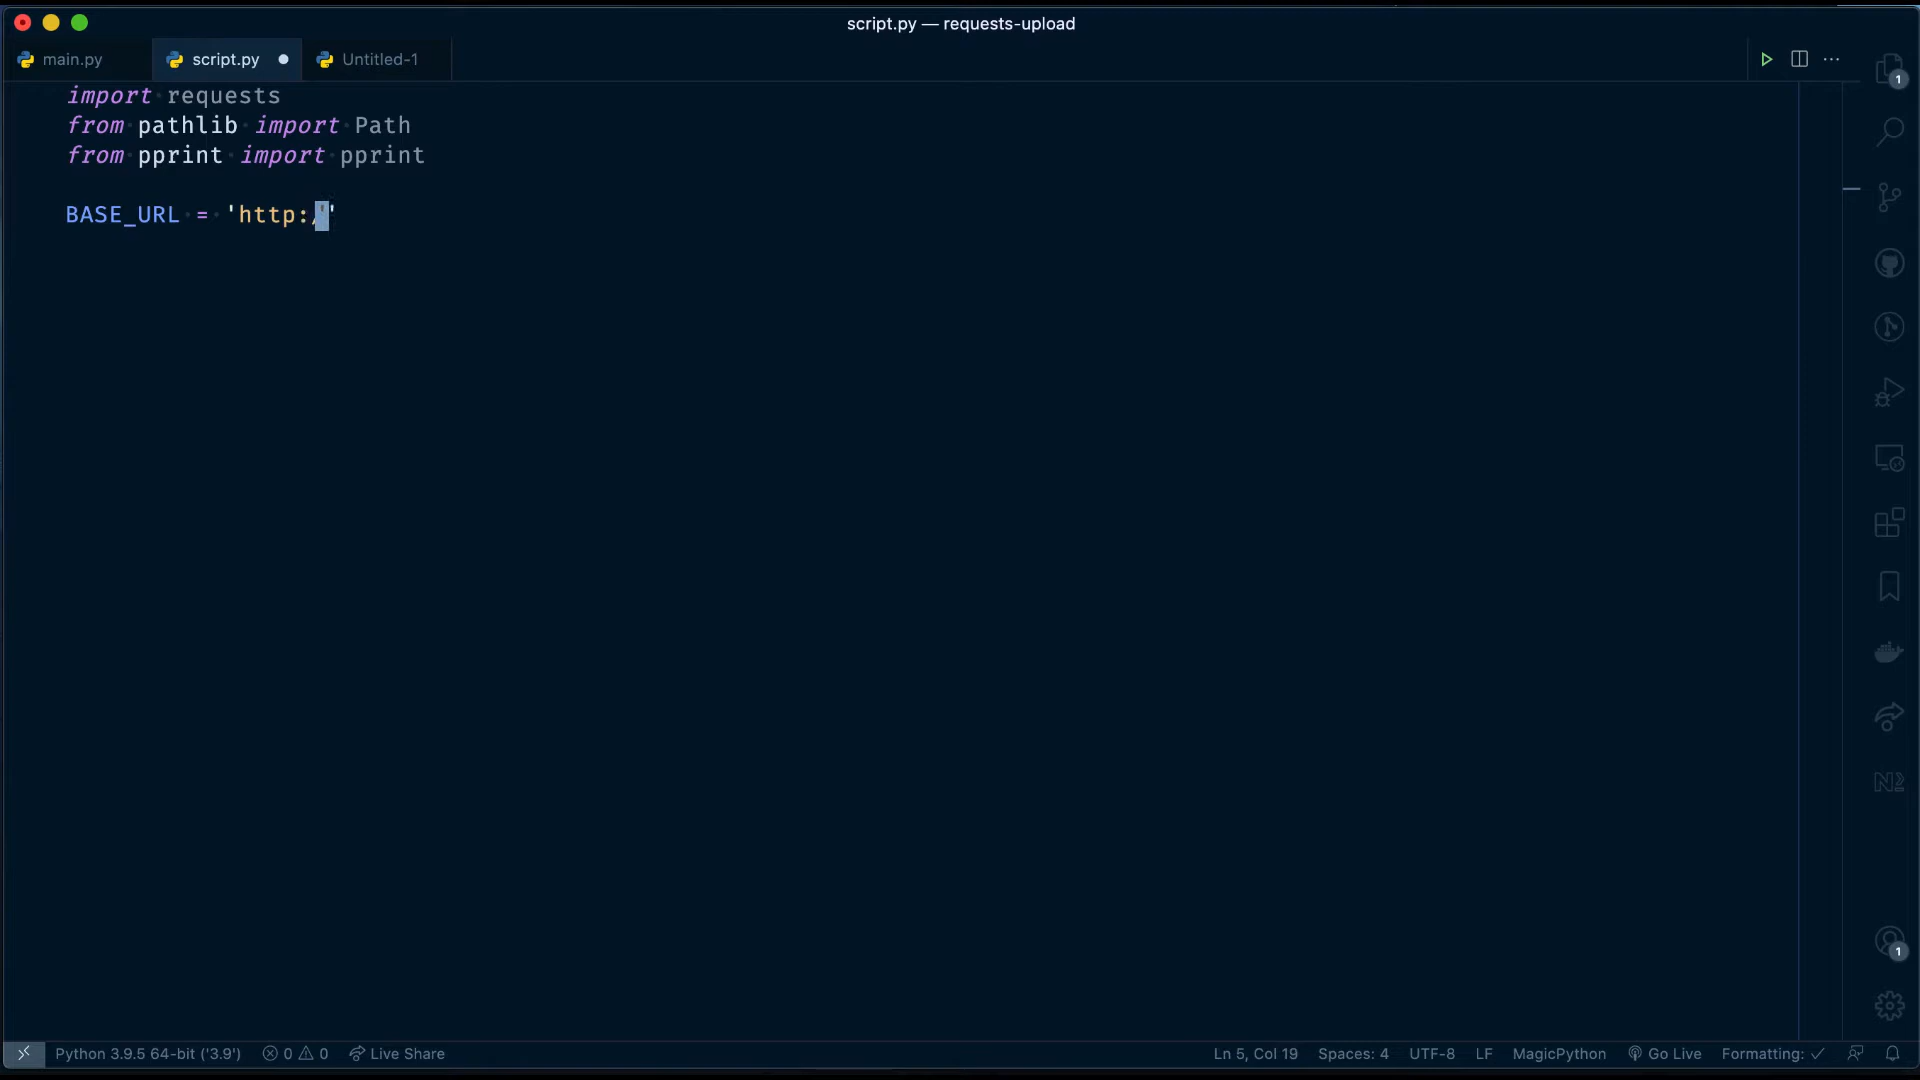 script.py — requests-upload
main.py
script.py
Untitled-1
import requests
from pathlib import Path
from pprint import pprint
BASE_URL = 'http:/'
Python 3.9.5 64-bit ('3.9')
0
0
Live Share
Ln 5, Col 19
Spaces: 4
UTF-8
LF
MagicPython
Go Live
Formatting: ✓
1
1